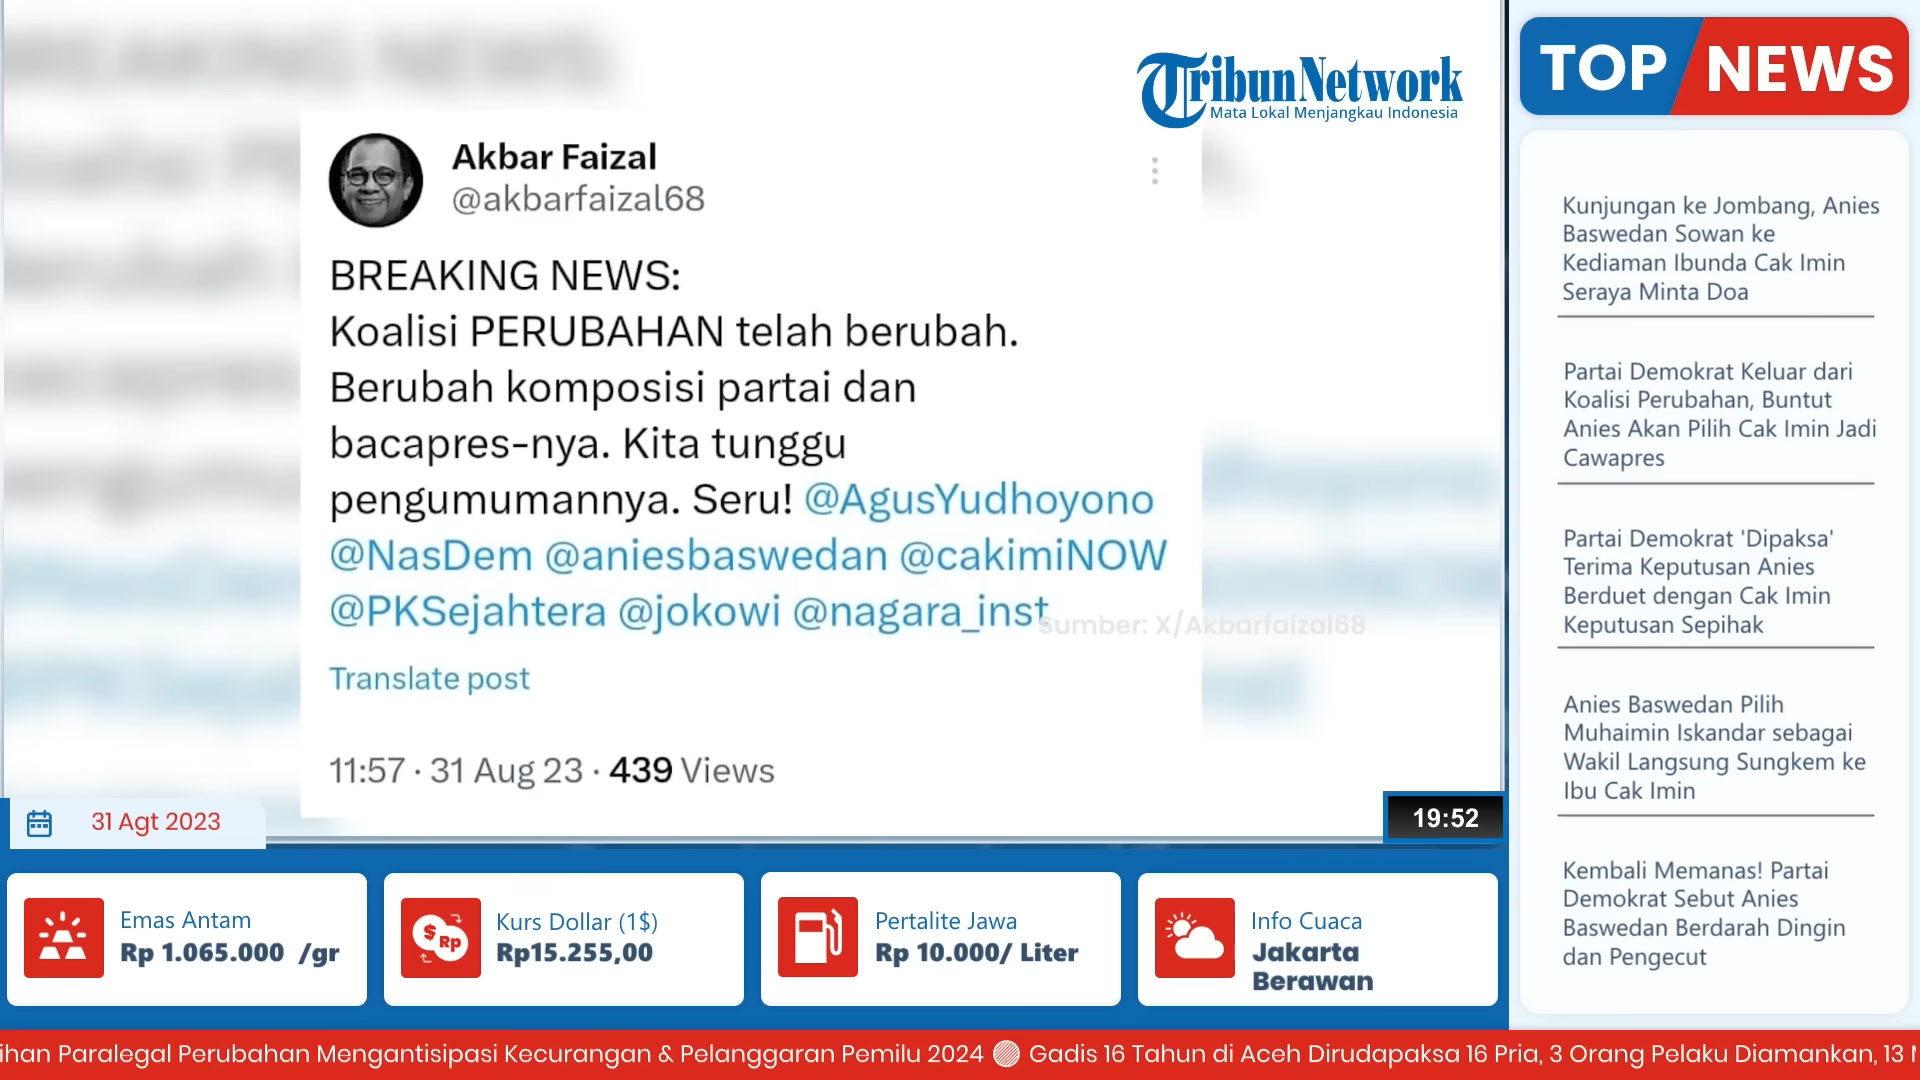 TribunNetwork
Mata Lokal Menjangkau Indonesia
Akbar Faizal
@akbarfaizal68
BREAKING NEWS:
Koalisi PERUBAHAN telah berubah.
Berubah komposisi partai dan
bacapres-nya. Kita tunggu
pengumumannya. Seru! @AgusYudhoyono
@NasDem @aniesbaswedan @cakimiNOW
@PKSejahtera @jokowi @nagara_inst
Sumber: X/Akbarfaizal68
Translate post
11:57 · 31 Aug 23 · 439 Views
31 Agt 2023
19:52
Emas Antam
Rp 1.065.000 /gr
Kurs Dollar (1$)
Rp15.255,00
Pertalite Jawa
Rp 10.000/ Liter
Info Cuaca
Jakarta
Berawan
TOP NEWS
Kunjungan ke Jombang, Anies
Baswedan Sowan ke
Kediaman Ibunda Cak Imin
Seraya Minta Doa
Partai Demokrat Keluar dari
Koalisi Perubahan, Buntut
Anies Akan Pilih Cak Imin Jadi
Cawapres
Partai Demokrat 'Dipaksa'
Terima Keputusan Anies
Berduet dengan Cak Imin
Keputusan Sepihak
Anies Baswedan Pilih
Muhaimin Iskandar sebagai
Wakil Langsung Sungkem ke
Ibu Cak Imin
Kembali Memanas! Partai
Demokrat Sebut Anies
Baswedan Berdarah Dingin
dan Pengecut
ihan Paralegal Perubahan Mengantisipasi Kecurangan & Pelanggaran Pemilu 2024 Gadis 16 Tahun di Aceh Dirudapaksa 16 Pria, 3 Orang Pelaku Diamankan, 13